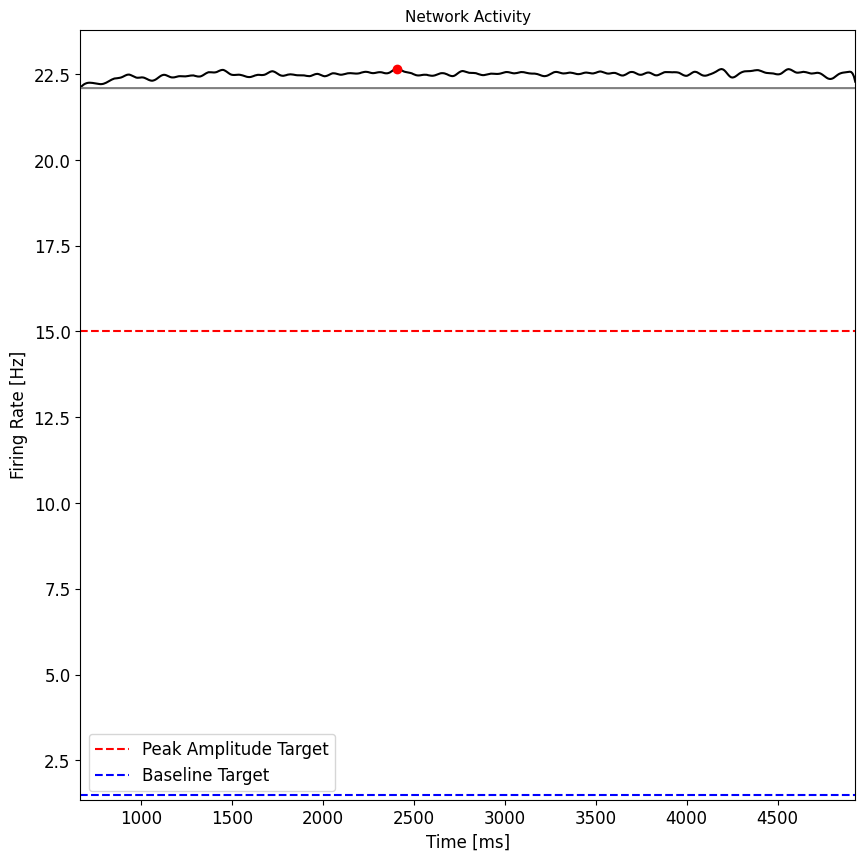 Network Activity
22.5
20.0
17.5
15.0
12.5
10.0
7.5
5.0
2.5
Firing Rate [Hz]
Peak Amplitude Target
Baseline Target
1000 1500 2000 2500 3000 3500 4000 4500
Time [ms]